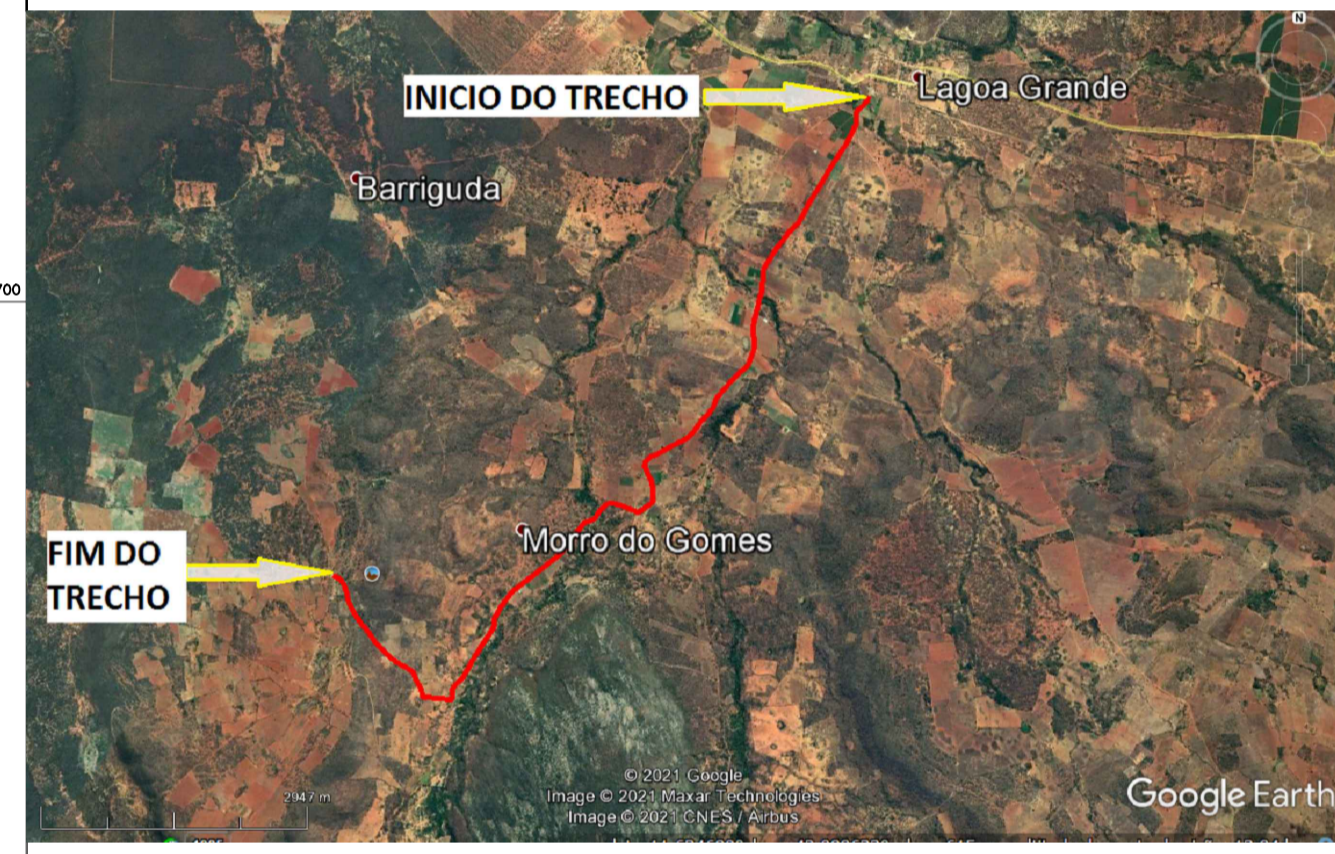 INICIO DO TRECHO
Lagoa Grande
Barriguda
700
Morro do Gomes
FIM DO
TRECHO
2947 m
© 2021 Google
Image © 2021 Maxar Technologies
Image © 2021 CNES / Airbus
Google Earth
N